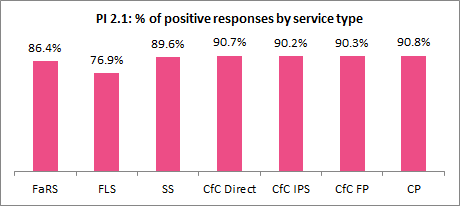 PI 2.1: % of positive responses by service type
86.4% 76.9% 89.6% 90.7% 90.2% 90.3% 90.8%
FaRS FLS SS CfC Direct CfC IPS CfC FP CP